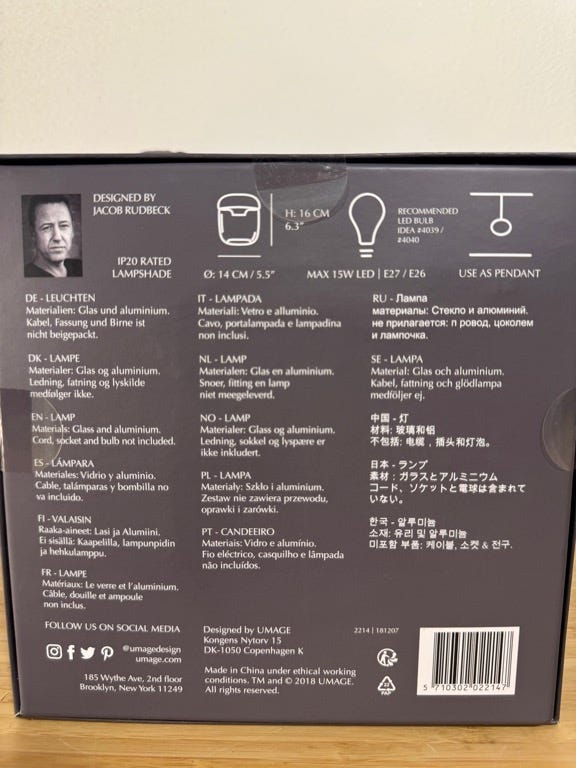 DESIGNED BY
JACOB RUDBECK
IP20 RATED
LAMPSHADE
H: 16 CM
6.3"
Ø: 14 CM / 5.5"
RECOMMENDED
LED BULB
IDEA #4039 /
#4040
MAX 15W LED | E27 / E26
USE AS PENDANT
DE - LEUCHTEN
Materialien: Glas und aluminium.
Kabel, Fassung und Birne ist
nicht beigepackt.
DK - LAMPE
Materialer: Glas og aluminium.
Ledning, fatning og lyskilde
medfølger ikke.
EN - LAMP
Materials: Glass and aluminium.
Cord, socket and bulb not included.
ES - LÁMPARA
Materiales: Vidrio y aluminio.
Cable, talámparas y bombilla no
va incluido.
FI - VALAISIN
Raaka-aineet: Lasi ja Alumiini.
Ei sisällä: Kaapelilla, lampunpidin
ja hehkulamppu.
FR - LAMPE
Matériaux: Le verre et l'aluminium.
Câble, douille et ampoule
non inclus.
IT - LAMPADA
Materiali: Vetro e alluminio.
Cavo, portalampada e lampadina
non inclusi.
NL - LAMP
Materialen: Glas en aluminium.
Snoer, fitting en lamp
niet meegeleverd.
NO - LAMP
Materialer: Glas og aluminium.
Ledning, sokkel og lyspære er
ikke inkludert.
PL - LAMPA
Materiały: Szkło i aluminium.
Zestaw nie zawiera przewodu,
oprawki i żarówki.
PT - CANDEEIRO
Materiais: Vidro e alumínio.
Fio eléctrico, casquilho e lâmpada
não incluídos.
RU - Лампа
материалы: Стекло и алюминий.
не прилагается: п ровод, цоколем
и лампочка.
SE - LAMPA
Material: Glas och aluminium.
Kabel, fattning och glödlampa
medföljer ej.
中国 - 灯
材料: 玻璃和铝
不包括: 电缆，插头和灯泡。
日本 - ランプ
素材：ガラスとアルミニウム
コード、ソケットと電球は含まれて
いない。
한국 - 알루미늄
소재: 유리 및 알루미늄
미포함 부품: 케이블, 소켓 & 전구.
FOLLOW US ON SOCIAL MEDIA
@umagedesign
umage.com
185 Wythe Ave, 2nd floor
Brooklyn, New York 11249
Designed by UMAGE
Kongens Nytorv 15
DK-1050 Copenhagen K
Made in China under ethical working
conditions. TM and © 2018 UMAGE.
All rights reserved.
2214 | 181207
22
PAP
5 710302 022147